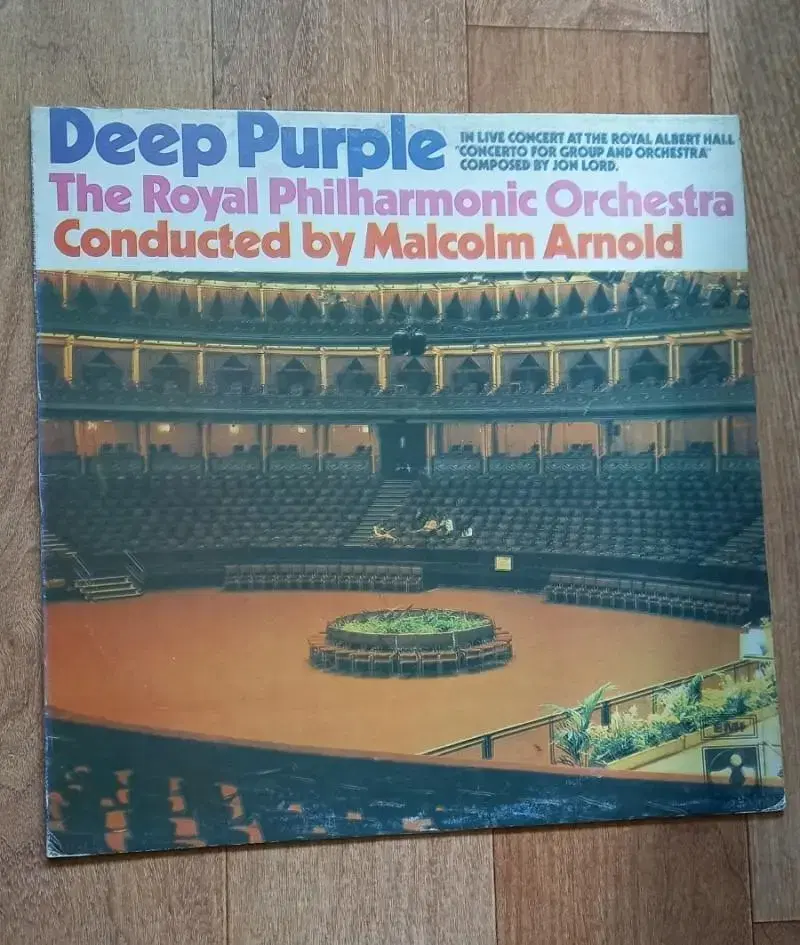 Deep Purple
IN LIVE CONCERT AT THE ROYAL ALBERT HALL
"CONCERTO FOR GROUP AND ORCHESTRA"
COMPOSED BY JON LORD.
The Royal Philharmonic Orchestra
Conducted by Malcolm Arnold
EMI